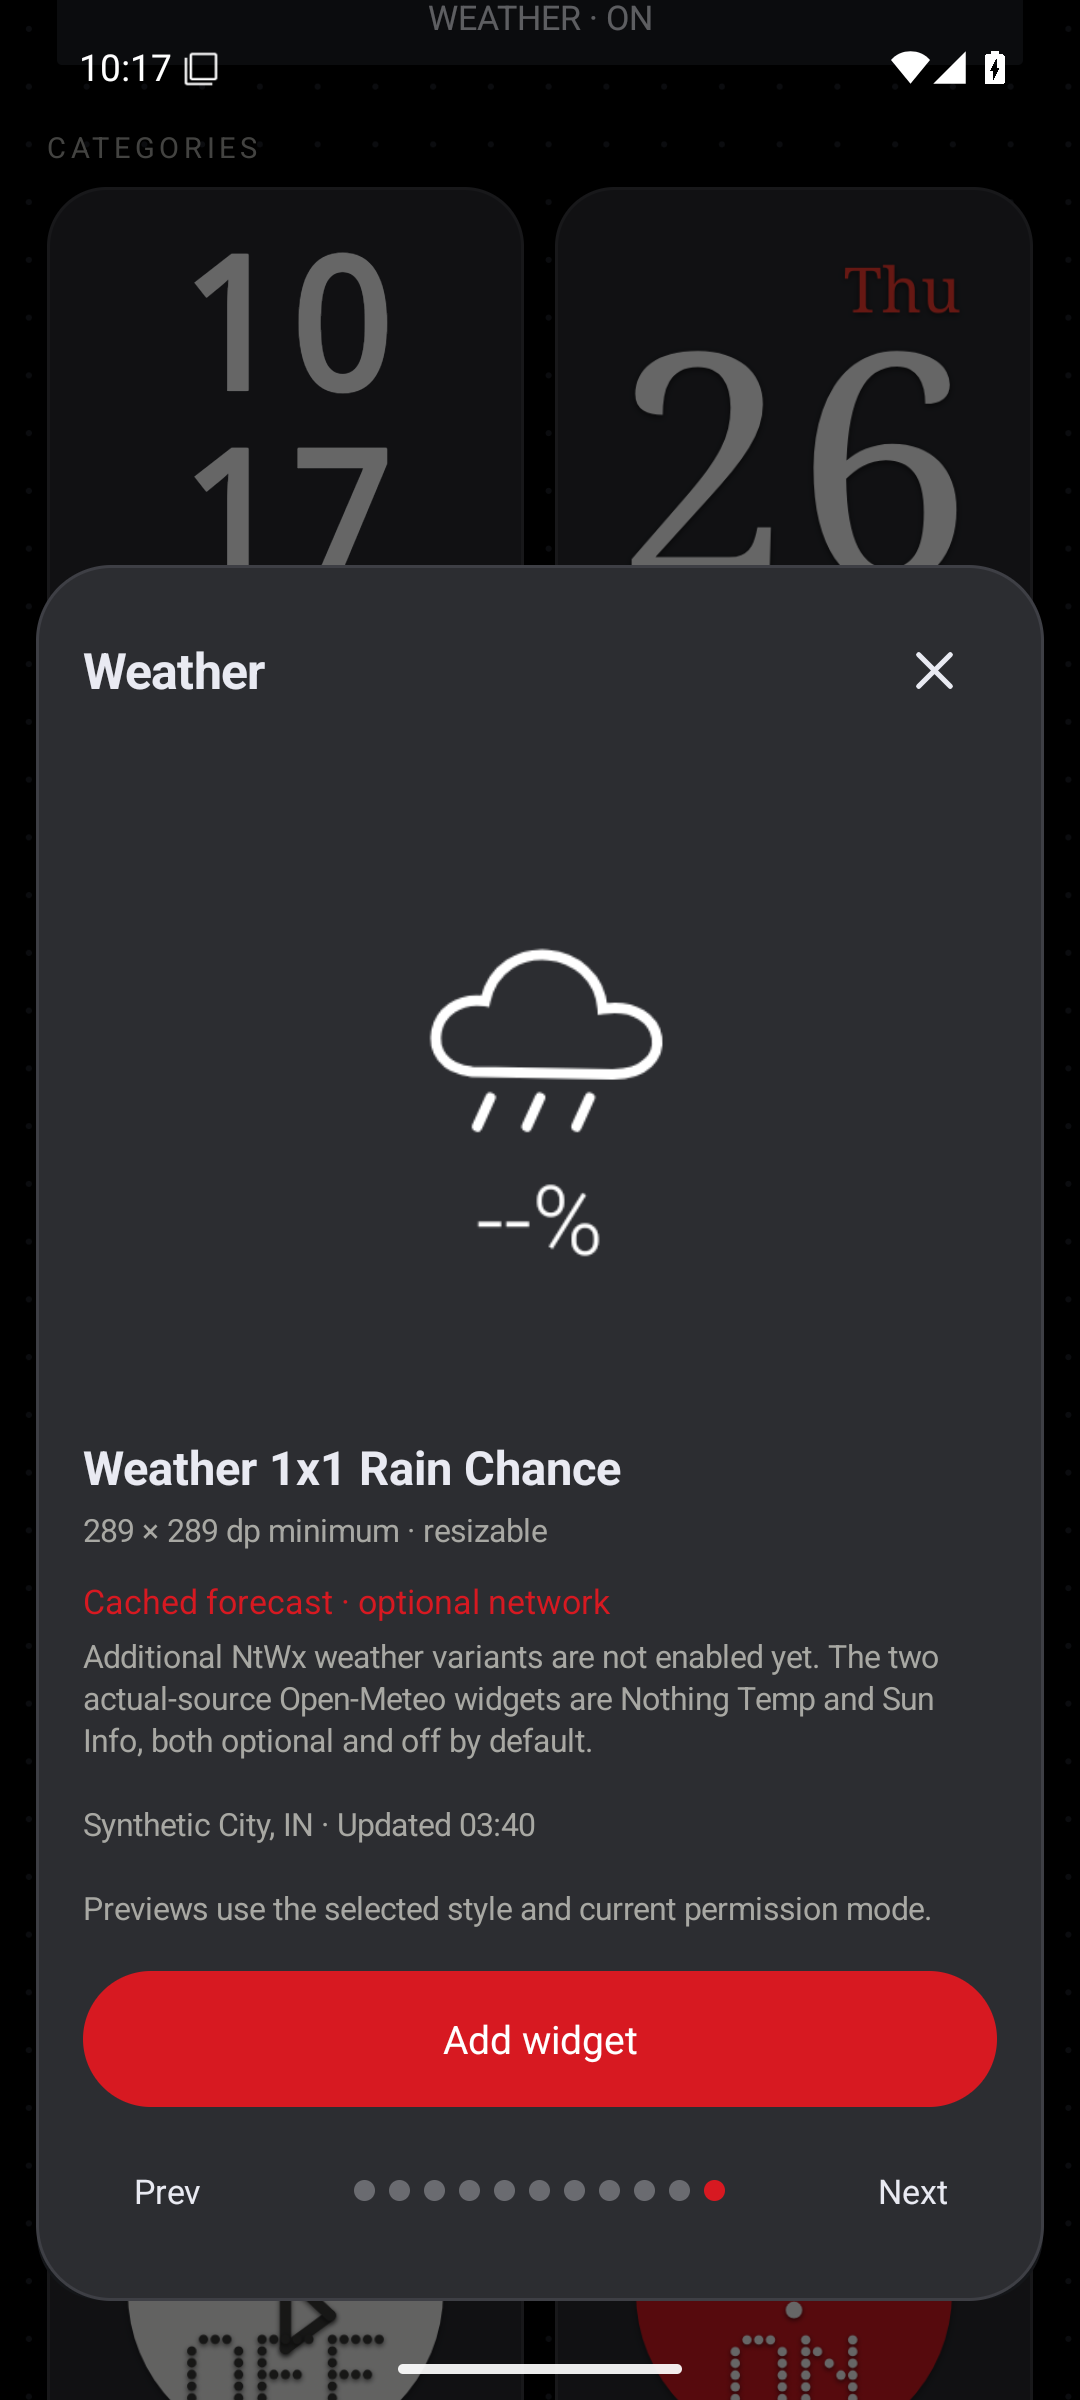 WEATHER · ON
10:17
CATEGORIES
10
17
Thu
26
Weather
--%
Weather 1x1 Rain Chance
289 × 289 dp minimum · resizable
Cached forecast · optional network
Additional NtWx weather variants are not enabled yet. The two
actual-source Open-Meteo widgets are Nothing Temp and Sun
Info, both optional and off by default.
Synthetic City, IN · Updated 03:40
Previews use the selected style and current permission mode.
Add widget
Prev
Next
OFF
ON